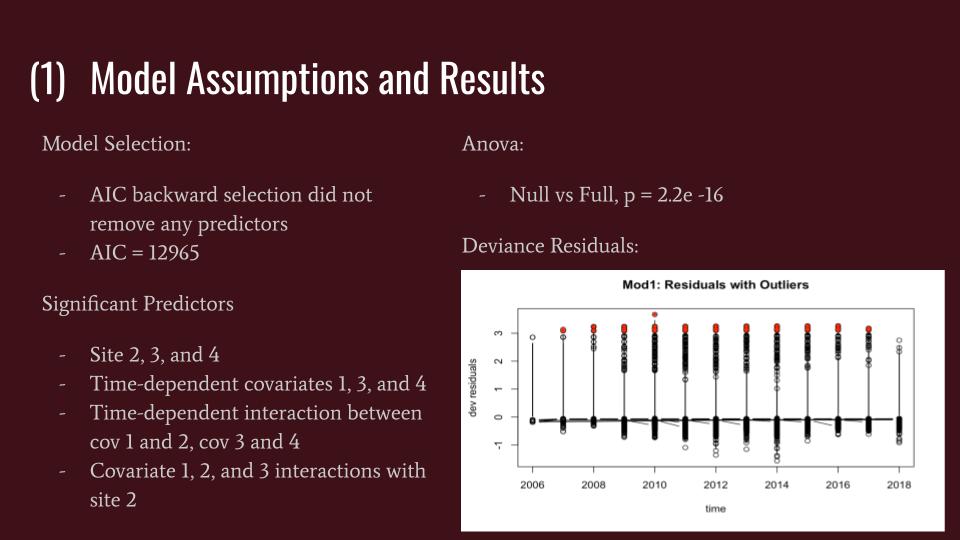 (1) Model Assumptions and Results
Model Selection:
- AIC backward selection did not
remove any predictors
- AIC = 12965
Significant Predictors
- Site 2, 3, and 4
- Time-dependent covariates 1, 3, and 4
- Time-dependent interaction between
cov 1 and 2, cov 3 and 4
- Covariate 1, 2, and 3 interactions with
site 2
Anova:
- Null vs Full, p = 2.2e -16
Deviance Residuals:
Mod1: Residuals with Outliers
dev residuals
3
2
1
0
-1
2006 2008 2010 2012 2014 2016 2018
time